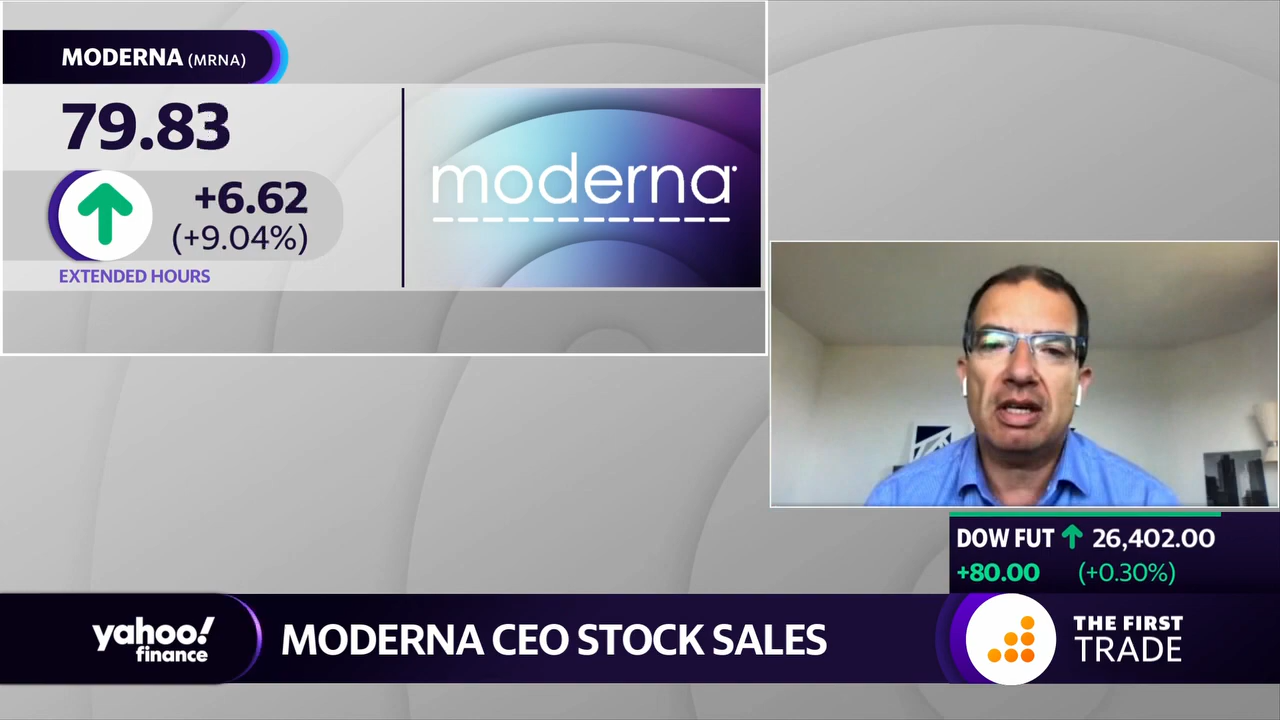 MODERNA (MRNA)
79.83
+6.62
(+9.04%)
EXTENDED HOURS
moderna
DOW FUT 26,402.00
+80.00 (+0.30%)
yahoo!
finance
MODERNA CEO STOCK SALES
THE FIRST
TRADE